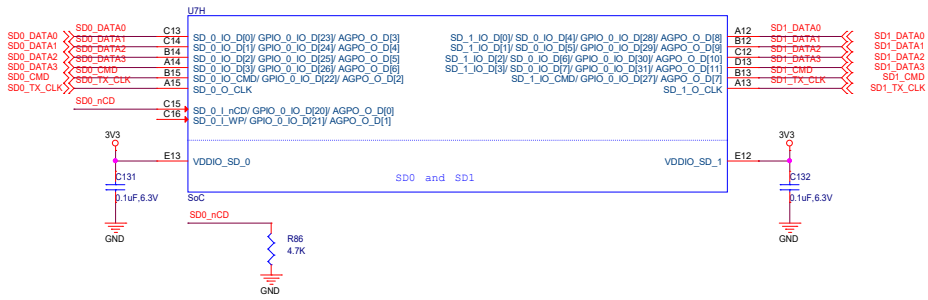 U7H
SD0_DATA0 SD0_DATA0 C13 SD_0_IO_D[0]/ GPIO_0_IO_D[23]/ AGPO_O_D[3] SD_1_IO_D[0]/ SD_0_IO_D[4]/ GPIO_0_IO_D[28]/ AGPO_O_D[8] A12 SD1_DATA0 SD1_DATA0
SD0_DATA1 SD0_DATA1 C14 SD_0_IO_D[1]/ GPIO_0_IO_D[24]/ AGPO_O_D[4] SD_1_IO_D[1]/ SD_0_IO_D[5]/ GPIO_0_IO_D[29]/ AGPO_O_D[9] B12 SD1_DATA1 SD1_DATA1
SD0_DATA2 SD0_DATA2 B14 SD_0_IO_D[2]/ GPIO_0_IO_D[25]/ AGPO_O_D[5] SD_1_IO_D[2]/ SD_0_IO_D[6]/ GPIO_0_IO_D[30]/ AGPO_O_D[10] C12 SD1_DATA2 SD1_DATA2
SD0_DATA3 SD0_DATA3 A14 SD_0_IO_D[3]/ GPIO_0_IO_D[26]/ AGPO_O_D[6] SD_1_IO_D[3]/ SD_0_IO_D[7]/ GPIO_0_IO_D[31]/ AGPO_O_D[11] D13 SD1_DATA3 SD1_DATA3
SD0_CMD SD0_CMD B15 SD_0_IO_CMD/ GPIO_0_IO_D[22]/ AGPO_O_D[2] SD_1_IO_CMD/ GPIO_0_IO_D[27]/ AGPO_O_D[7] B13 SD1_CMD SD1_CMD
SD0_TX_CLK SD0_TX_CLK A15 SD_0_O_CLK SD_1_O_CLK A13 SD1_TX_CLK SD1_TX_CLK
SD0_nCD C15 SD_0_I_nCD/ GPIO_0_IO_D[20]/ AGPO_O_D[0]
C16 SD_0_I_WP/ GPIO_0_IO_D[21]/ AGPO_O_D[1]
3V3 3V3
E13 VDDIO_SD_0 VDDIO_SD_1 E12
C131 SD0 and SD1 C132
0.1uF,6.3V SoC 0.1uF,6.3V
SD0_nCD
GND R86 GND
4.7K
GND